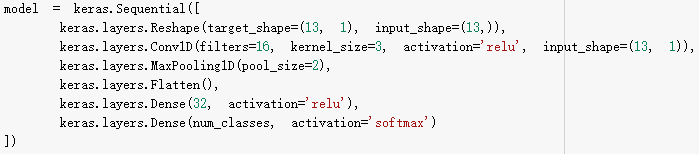 model = keras.Sequential([
keras.layers.Reshape(target_shape=(13, 1), input_shape=(13,)),
keras.layers.Conv1D(filters=16, kernel_size=3, activation='relu', input_shape=(13, 1)),
keras.layers.MaxPooling1D(pool_size=2),
keras.layers.Flatten(),
keras.layers.Dense(32, activation='relu'),
keras.layers.Dense(num_classes, activation='softmax')
])